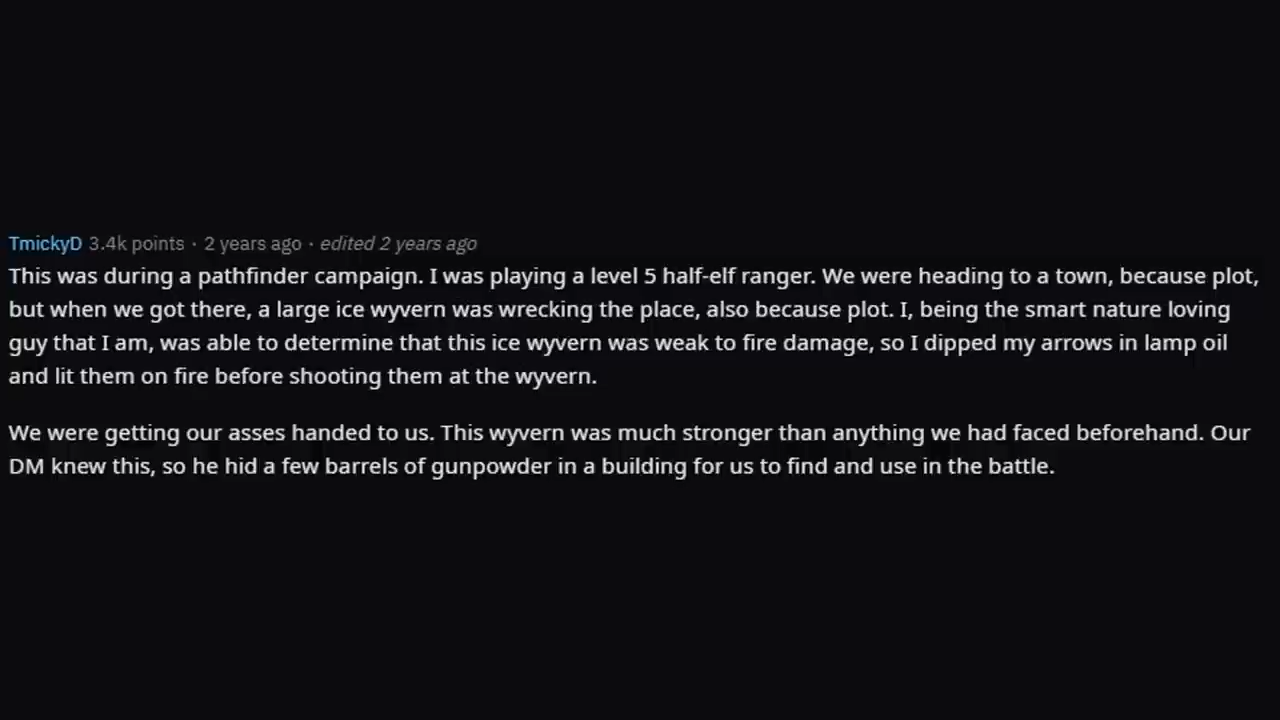 TmickyD 3.4k points · 2 years ago · edited 2 years ago
This was during a pathfinder campaign. I was playing a level 5 half-elf ranger. We were heading to a town, because plot,
but when we got there, a large ice wyvern was wrecking the place, also because plot. I, being the smart nature loving
guy that I am, was able to determine that this ice wyvern was weak to fire damage, so I dipped my arrows in lamp oil
and lit them on fire before shooting them at the wyvern.
We were getting our asses handed to us. This wyvern was much stronger than anything we had faced beforehand. Our
DM knew this, so he hid a few barrels of gunpowder in a building for us to find and use in the battle.